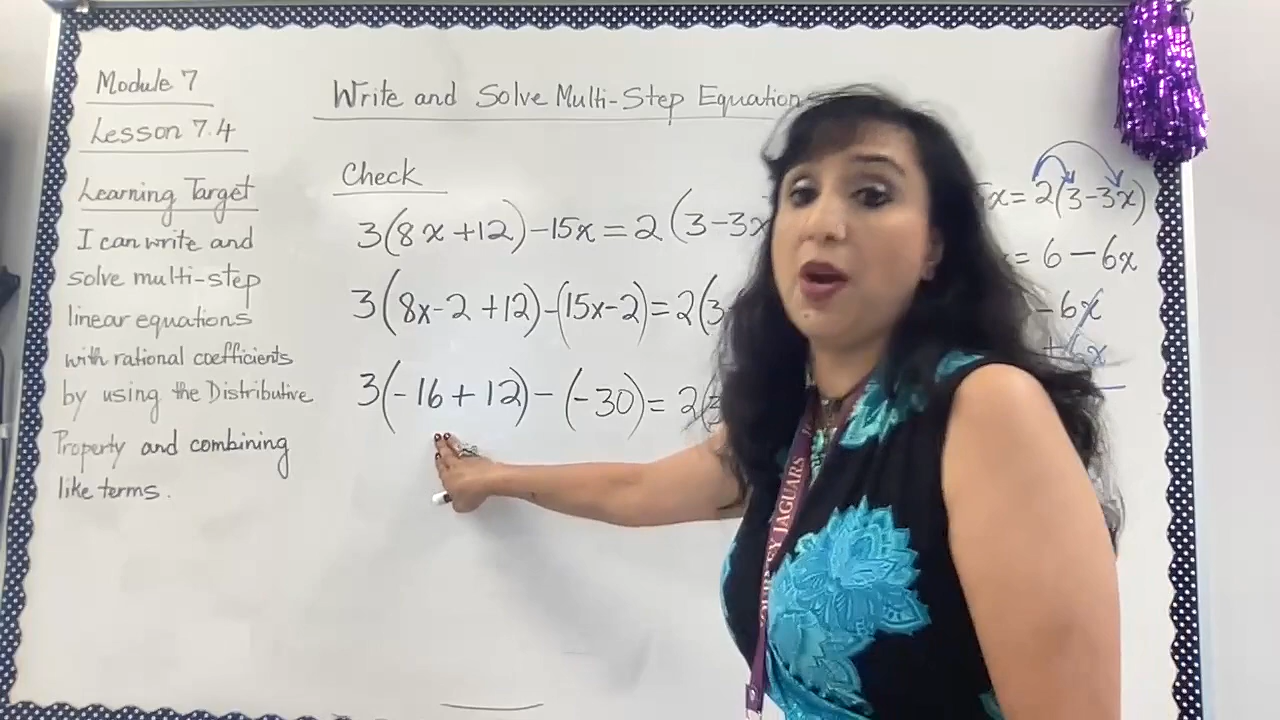 Module 7
Lesson 7.4
Learning Target
I can write and
solve multi-step
linear equations
with rational coefficients
by using the Distributive
Property and combining
like terms.
Write and Solve Multi-Step Equations
Check
3(8x+12)-15x=2(3-3x
3(8x-2+12)-(15x-2)=2(3-
3(-16+12)-(-30)=2(3
x=2(3-3x)
=6-6x
-6x
+6x
JAGUARS